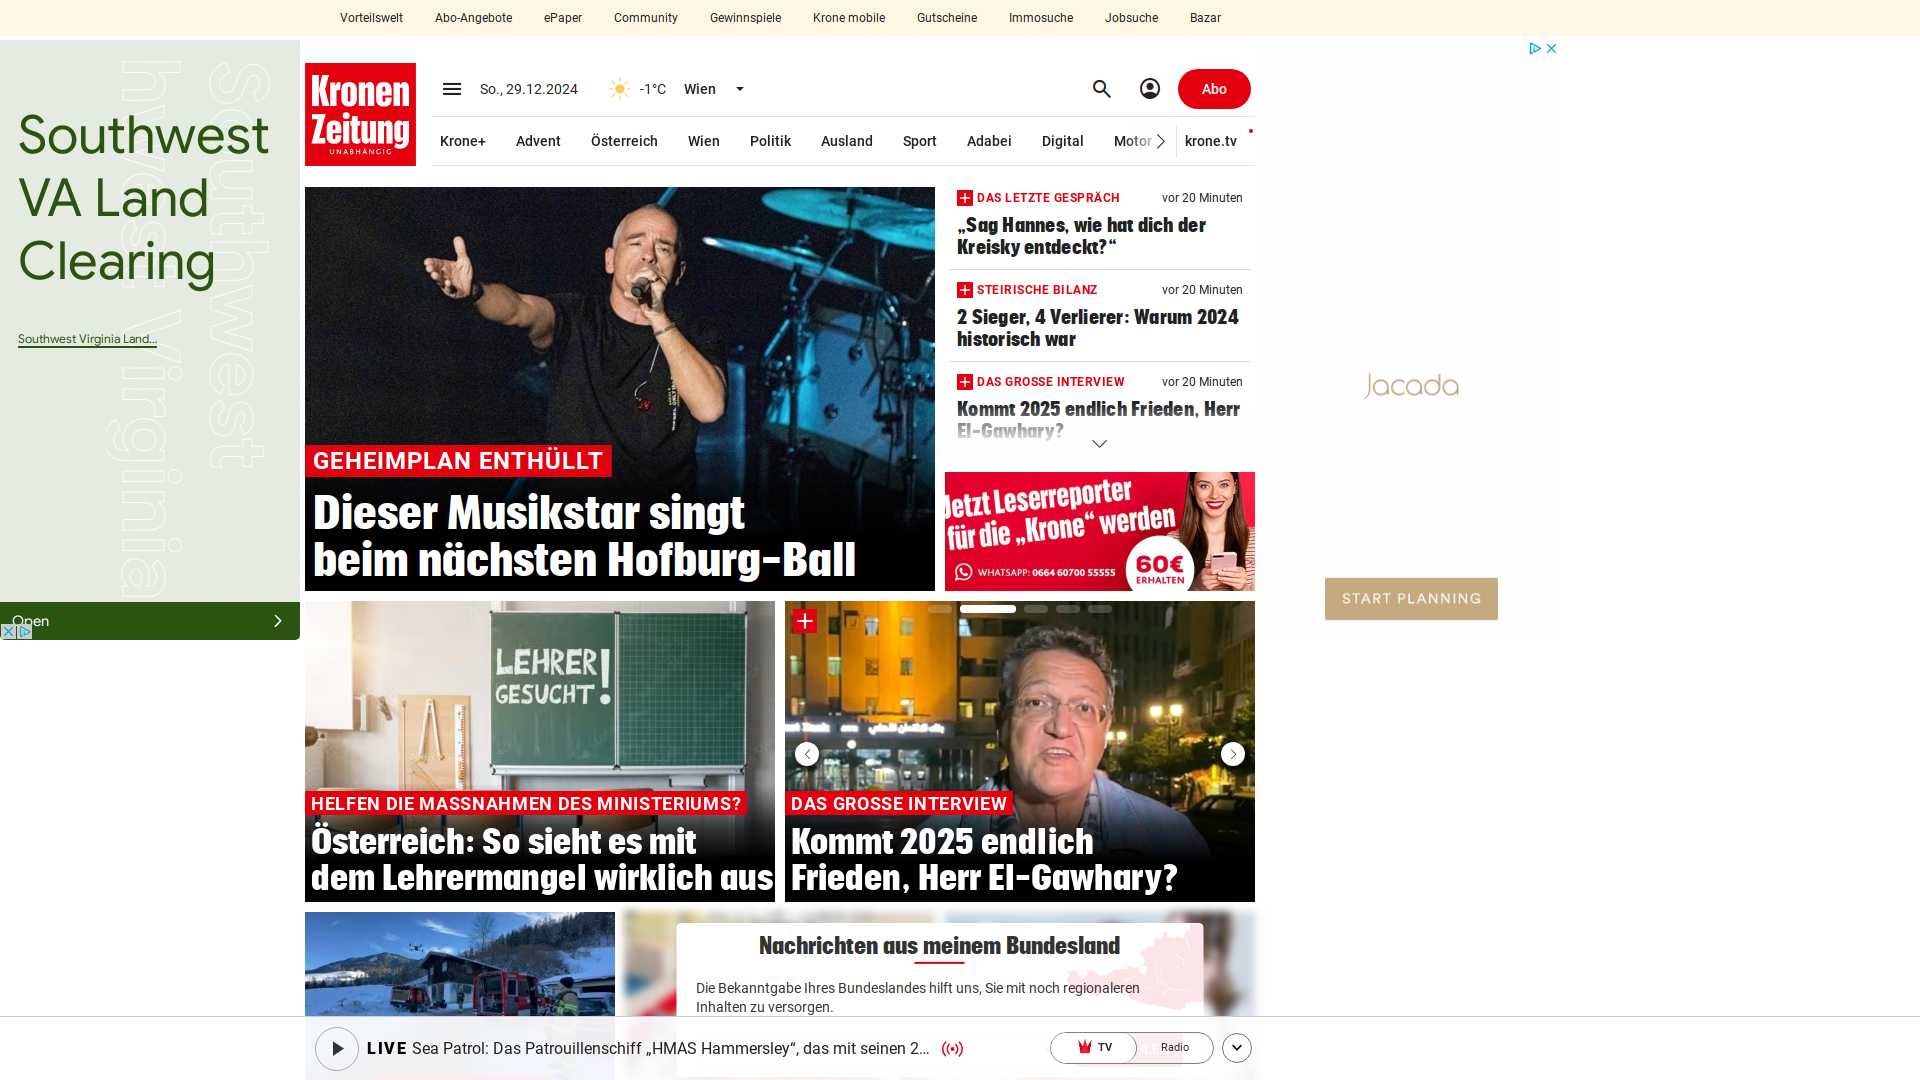 Vorteilswelt
Abo-Angebote
ePaper
Community
Gewinnspiele
Krone mobile
Gutscheine
Immosuche
Jobsuche
Bazar
Southwest
VA Land
Clearing
Southwest Virginia Land...
Southwest
Virginia
Open
Kronen
Zeitung
UNABHÄNGIG
So., 29.12.2024
-1°C
Wien
Abo
Krone+
Advent
Österreich
Wien
Politik
Ausland
Sport
Adabei
Digital
Motor
krone.tv
GEHEIMPLAN ENTHÜLLT
Dieser Musikstar singt
beim nächsten Hofburg-Ball
DAS LETZTE GESPRÄCH
vor 20 Minuten
„Sag Hannes, wie hat dich der
Kreisky entdeckt?“
STEIRISCHE BILANZ
vor 20 Minuten
2 Sieger, 4 Verlierer: Warum 2024
historisch war
DAS GROSSE INTERVIEW
vor 20 Minuten
Kommt 2025 endlich Frieden, Herr
El-Gawhary?
Jetzt Leserreporter
für die „Krone“ werden
WHATSAPP: 0664 60700 55555
60€
ERHALTEN
LEHRER!
GESUCHT!
HELFEN DIE MASSNAHMEN DES MINISTERIUMS?
Österreich: So sieht es mit
dem Lehrermangel wirklich aus
DAS GROSSE INTERVIEW
Kommt 2025 endlich
Frieden, Herr El-Gawhary?
Jacada
START PLANNING
Nachrichten aus meinem Bundesland
Die Bekanntgabe Ihres Bundeslandes hilft uns, Sie mit noch regionaleren
Inhalten zu versorgen.
LIVE Sea Patrol: Das Patrouillenschiff „HMAS Hammersley“, das mit seinen 2...
TV
Radio